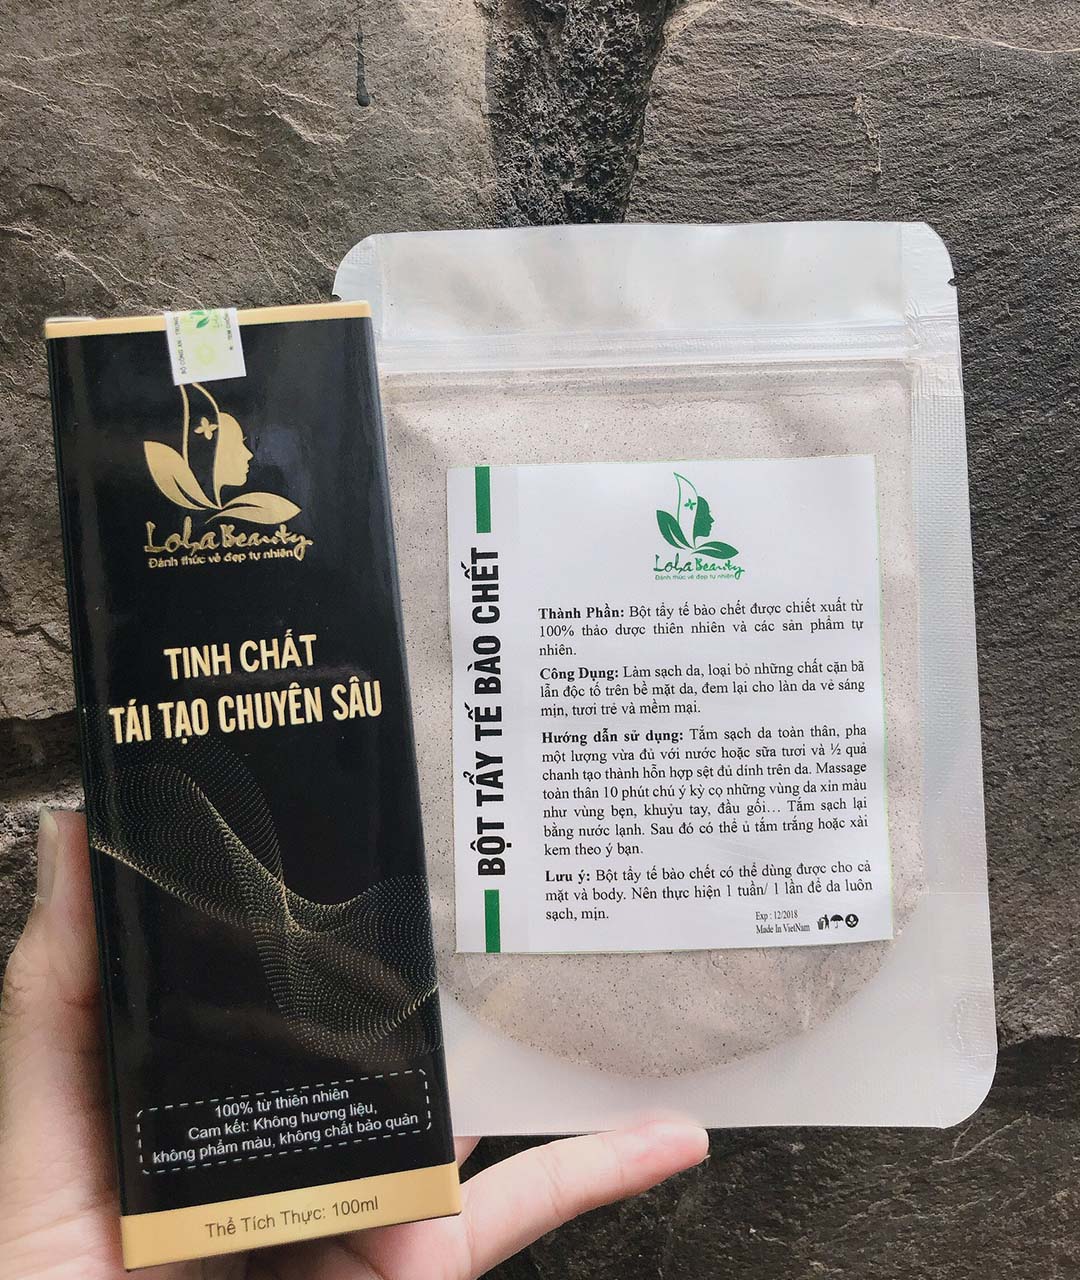 BỘ CÔNG AN
Loha Beauty
Đánh thức vẻ đẹp tự nhiên
TINH CHẤT
TÁI TẠO CHUYÊN SÂU
100% từ thiên nhiên
Cam kết: Không hương liệu,
không phẩm màu, không chất bảo quản
Thể Tích Thực: 100ml
BỘT TẨY TẾ BÀO CHẾT
Loha Beauty
Đánh thức vẻ đẹp tự nhiên
Thành Phần: Bột tẩy tế bào chết được chiết xuất từ
100% thảo dược thiên nhiên và các sản phẩm tự
nhiên.
Công Dụng: Làm sạch da, loại bỏ những chất cặn bã
lẫn độc tố trên bề mặt da, đem lại cho làn da vẻ sáng
mịn, tươi trẻ và mềm mại.
Hướng dẫn sử dụng: Tắm sạch da toàn thân, pha
một lượng vừa đủ với nước hoặc sữa tươi và ½ quả
chanh tạo thành hỗn hợp sệt đủ dính trên da. Massage
toàn thân 10 phút chú ý kỳ cọ những vùng da xỉn màu
như vùng bẹn, khuỷu tay, đầu gối… Tắm sạch lại
bằng nước lạnh. Sau đó có thể ủ tắm trắng hoặc xài
kem theo ý bạn.
Lưu ý: Bột tẩy tế bào chết có thể dùng được cho cả
mặt và body. Nên thực hiện 1 tuần/ 1 lần để da luôn
sạch, mịn.
Exp : 12/2018
Made In VietNam